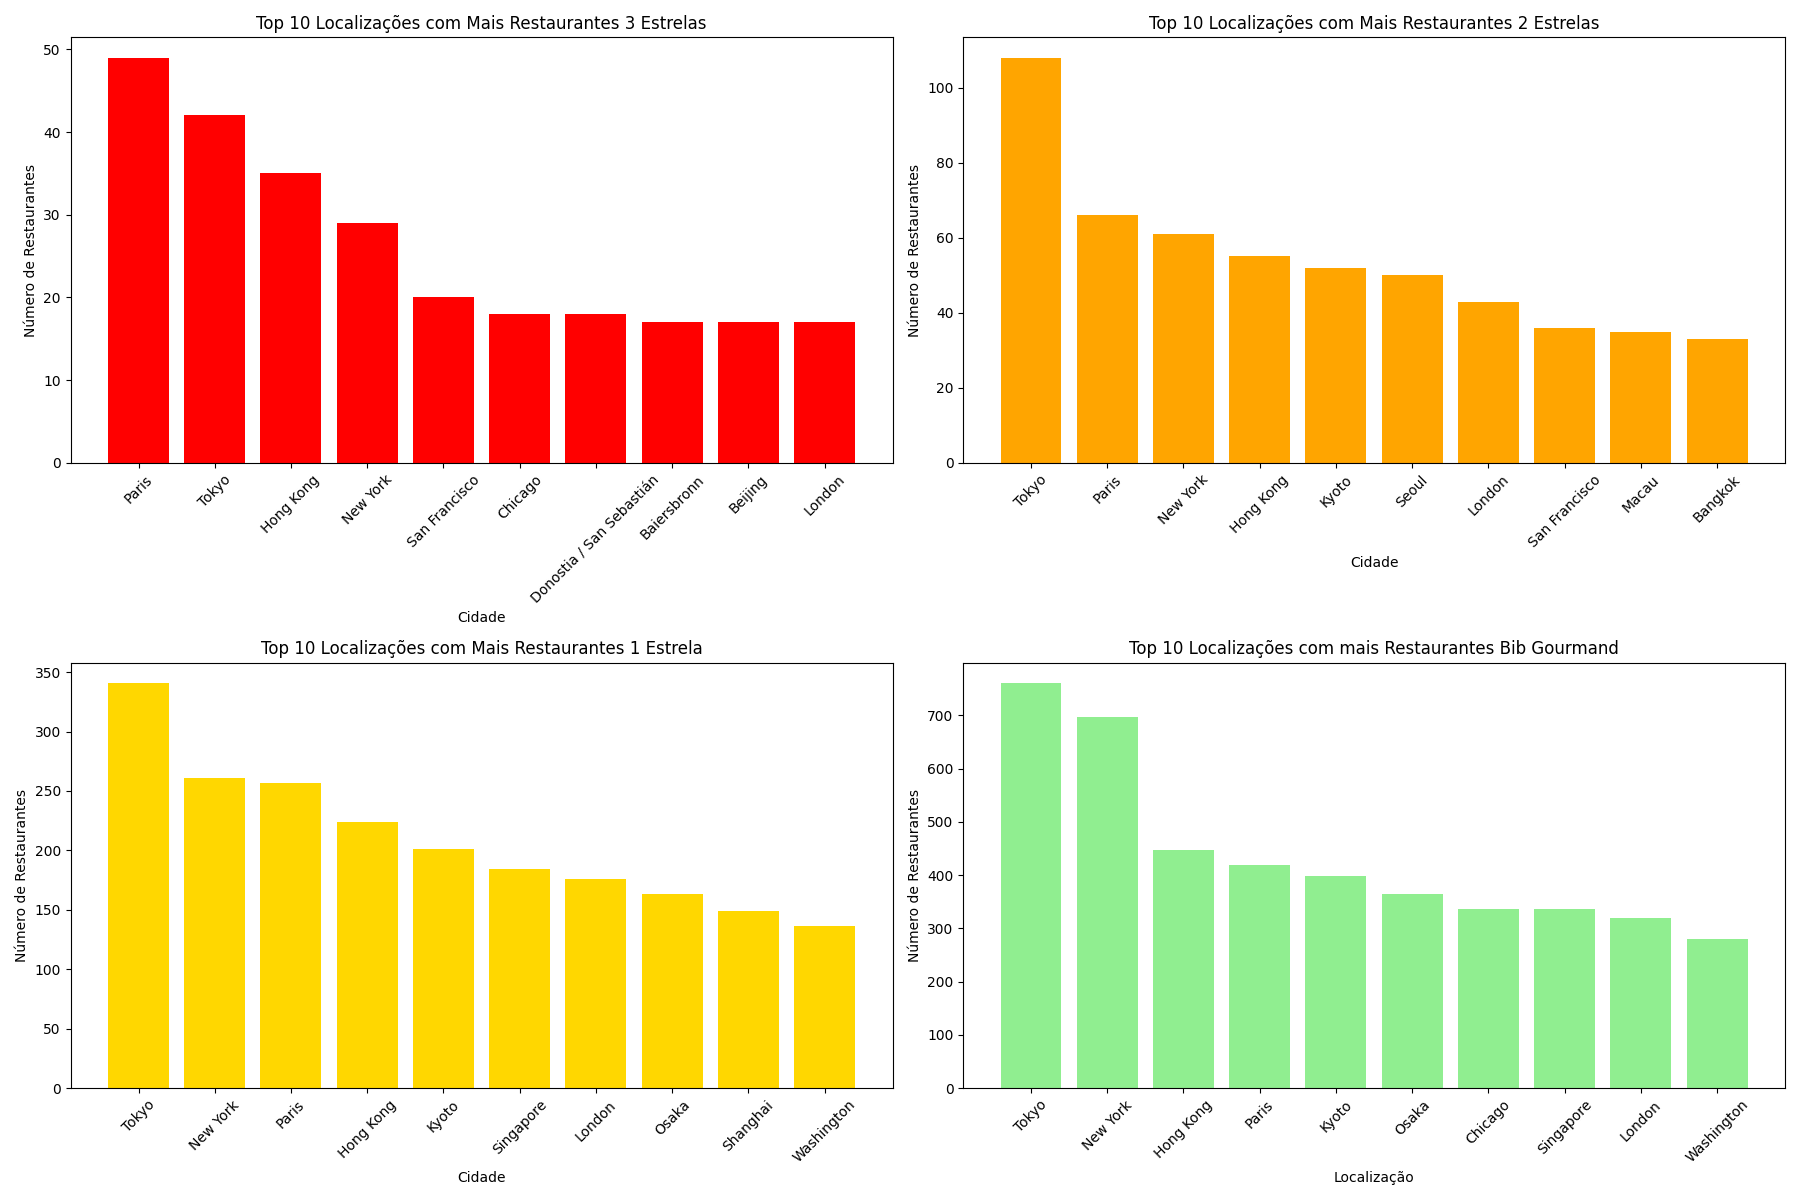 Top 10 Localizações com Mais Restaurantes 3 Estrelas
Número de Restaurantes
50
40
30
20
10
0
Paris
Tokyo
Hong Kong
New York
San Francisco
Chicago
Donostia / San Sebastián
Baiersbronn
Beijing
London
Cidade
Top 10 Localizações com Mais Restaurantes 2 Estrelas
Número de Restaurantes
100
80
60
40
20
0
Tokyo
Paris
New York
Hong Kong
Kyoto
Seoul
London
San Francisco
Macau
Bangkok
Cidade
Top 10 Localizações com Mais Restaurantes 1 Estrela
Número de Restaurantes
350
300
250
200
150
100
50
0
Tokyo
New York
Paris
Hong Kong
Kyoto
Singapore
London
Osaka
Shanghai
Washington
Cidade
Top 10 Localizações com mais Restaurantes Bib Gourmand
Número de Restaurantes
700
600
500
400
300
200
100
0
Tokyo
New York
Hong Kong
Paris
Kyoto
Osaka
Chicago
Singapore
London
Washington
Localização